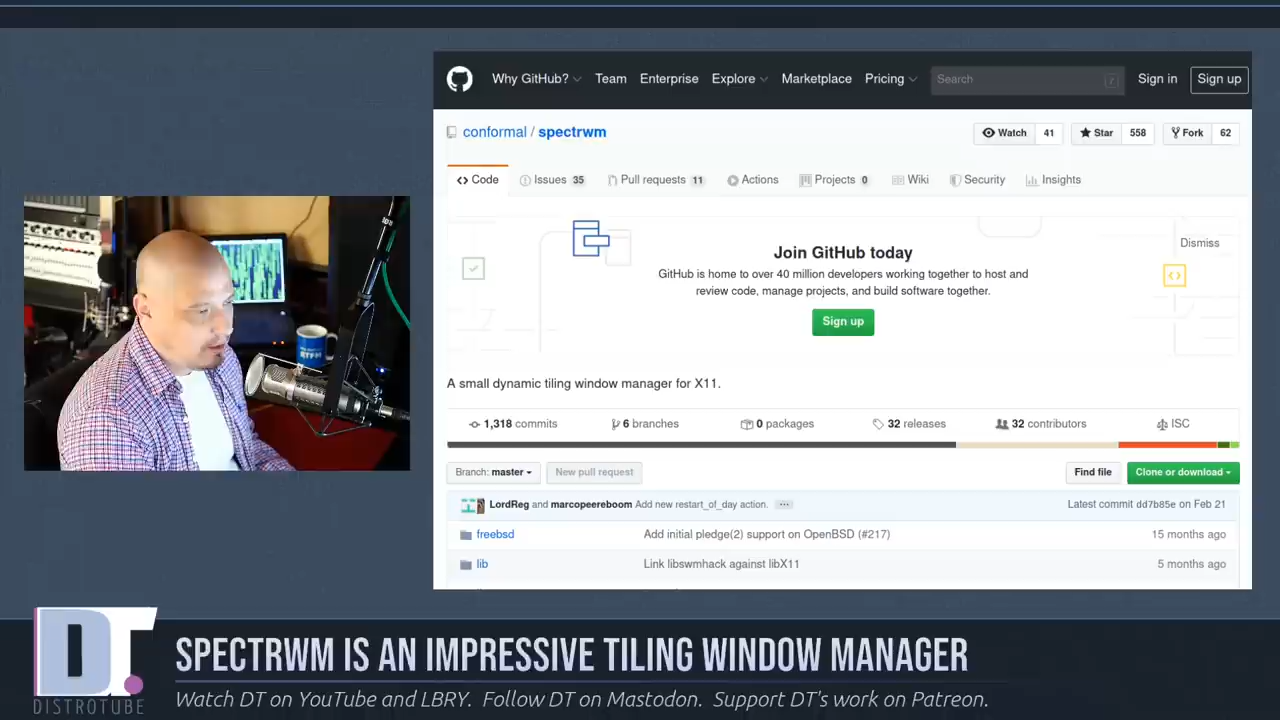 Why GitHub? Team Enterprise Explore Marketplace Pricing Search / Sign in Sign up
conformal / spectrwm Watch 41 Star 558 Fork 62
Code Issues 35 Pull requests 11 Actions Projects 0 Wiki Security Insights
Dismiss
Join GitHub today
GitHub is home to over 40 million developers working together to host and
review code, manage projects, and build software together.
Sign up
A small dynamic tiling window manager for X11.
1,318 commits 6 branches 0 packages 32 releases 32 contributors ISC
Branch: master New pull request Find file Clone or download
LordReg and marcopeereboom Add new restart_of_day action. ... Latest commit dd7b85e on Feb 21
freebsd Add initial pledge(2) support on OpenBSD (#217) 15 months ago
lib Link libswmhack against libX11 5 months ago
RTFM
DT
DISTROTUBE
SPECTRWM IS AN IMPRESSIVE TILING WINDOW MANAGER
Watch DT on YouTube and LBRY. Follow DT on Mastodon. Support DT's work on Patreon.